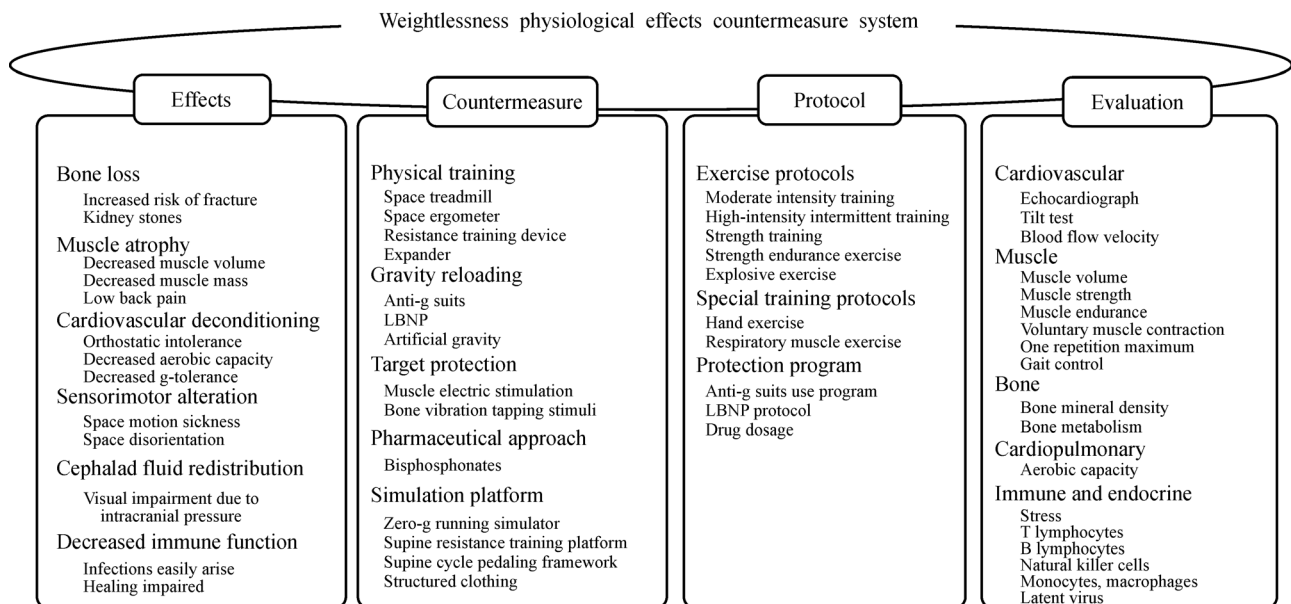 Weightlessness physiological effects countermeasure system
Effects
Bone loss
Increased risk of fracture
Kidney stones
Muscle atrophy
Decreased muscle volume
Decreased muscle mass
Low back pain
Cardiovascular deconditioning
Orthostatic intolerance
Decreased aerobic capacity
Decreased g-tolerance
Sensorimotor alteration
Space motion sickness
Space disorientation
Cephalad fluid redistribution
Visual impairment due to
intracranial pressure
Decreased immune function
Infections easily arise
Healing impaired
Countermeasure
Physical training
Space treadmill
Space ergometer
Resistance training device
Expander
Gravity reloading
Anti-g suits
LBNP
Artificial gravity
Target protection
Muscle electric stimulation
Bone vibration tapping stimuli
Pharmaceutical approach
Bisphosphonates
Simulation platform
Zero-g running simulator
Supine resistance training platform
Supine cycle pedaling framework
Structured clothing
Protocol
Exercise protocols
Moderate intensity training
High-intensity intermittent training
Strength training
Strength endurance exercise
Explosive exercise
Special training protocols
Hand exercise
Respiratory muscle exercise
Protection program
Anti-g suits use program
LBNP protocol
Drug dosage
Evaluation
Cardiovascular
Echocardiograph
Tilt test
Blood flow velocity
Muscle
Muscle volume
Muscle strength
Muscle endurance
Voluntary muscle contraction
One repetition maximum
Gait control
Bone
Bone mineral density
Bone metabolism
Cardiopulmonary
Aerobic capacity
Immune and endocrine
Stress
T lymphocytes
B lymphocytes
Natural killer cells
Monocytes, macrophages
Latent virus